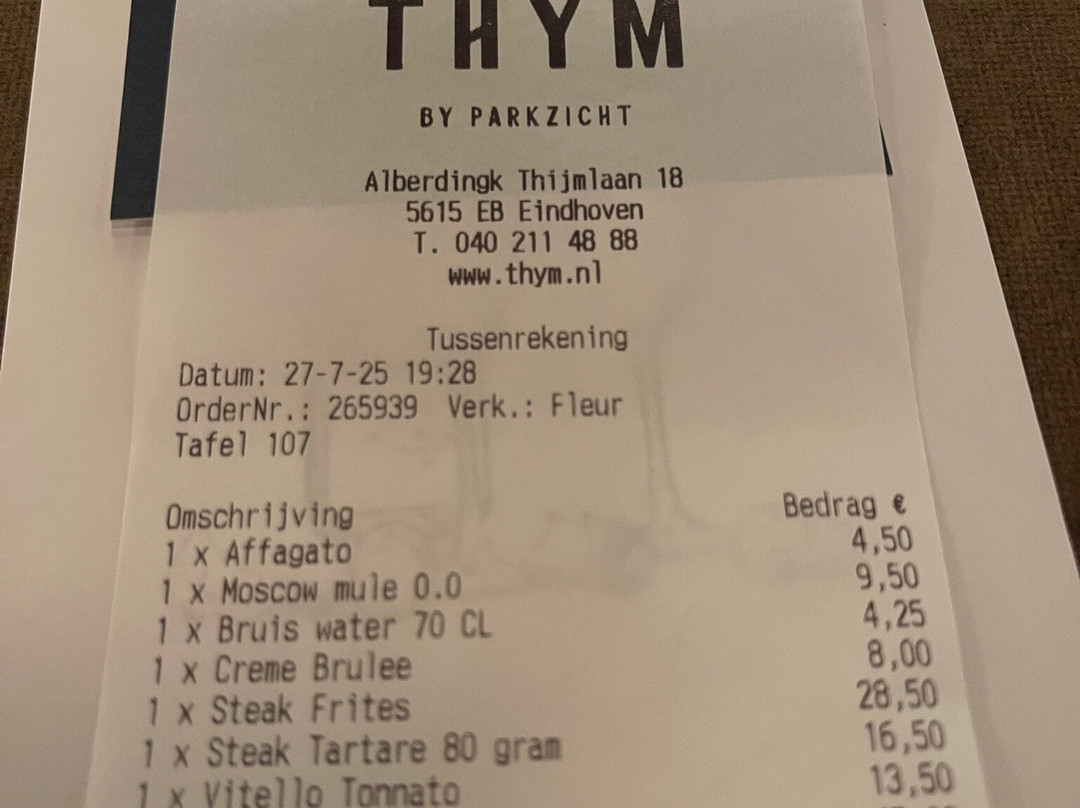 THYM
BY PARKZICHT
Alberdingk Thijmlaan 18
5615 EB Eindhoven
T. 040 211 48 88
www.thym.nl
Tussenrekening
Datum: 27-7-25 19:28
OrderNr.: 265939 Verk.: Fleur
Tafel 107
Omschrijving Bedrag €
1 x Affagato 4,50
1 x Moscow mule 0.0 9,50
1 x Bruis water 70 CL 4,25
1 x Creme Brulee 8,00
1 x Steak Frites 28,50
1 x Steak Tartare 80 gram 16,50
1 x Vitello Tonnato 13,50